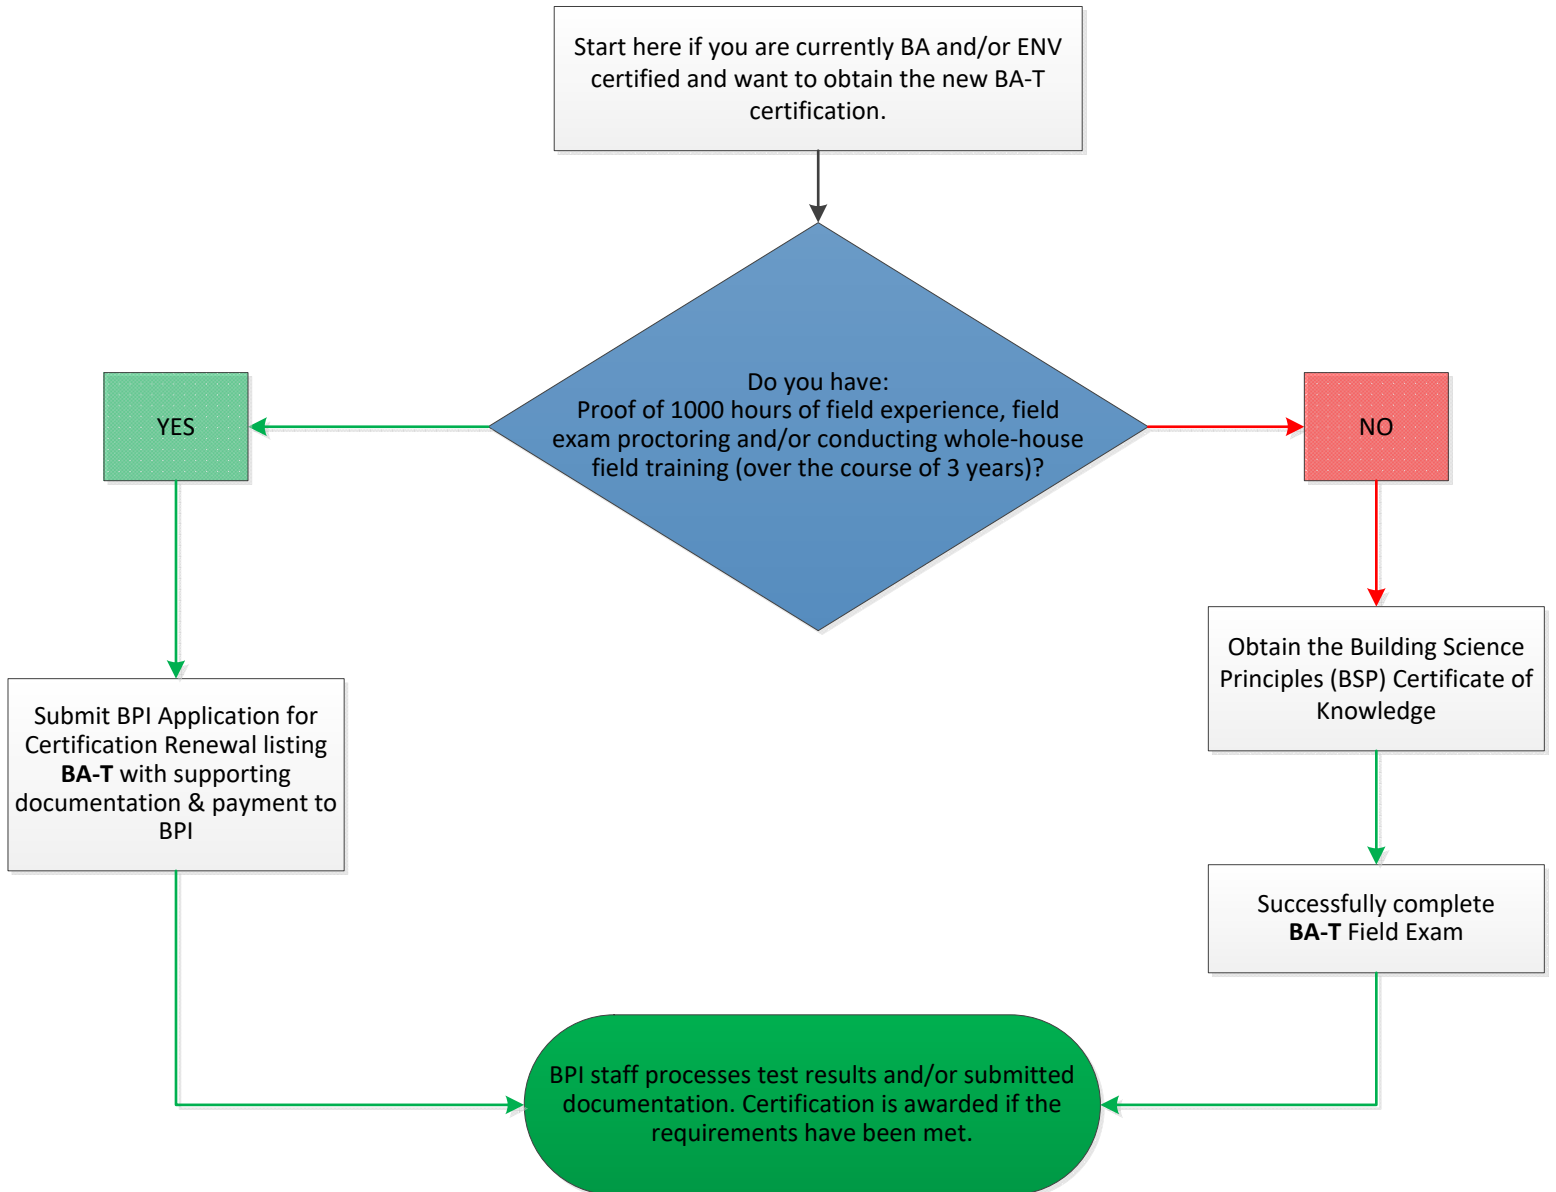 Start here if you are currently BA and/or ENV
certified and want to obtain the new BA-T
certification.
Do you have:
Proof of 1000 hours of field experience, field
exam proctoring and/or conducting whole-house
field training (over the course of 3 years)?
YES
NO
Submit BPI Application for
Certification Renewal listing
BA-T with supporting
documentation & payment to
BPI
Obtain the Building Science
Principles (BSP) Certificate of
Knowledge
Successfully complete
BA-T Field Exam
BPI staff processes test results and/or submitted
documentation. Certification is awarded if the
requirements have been met.